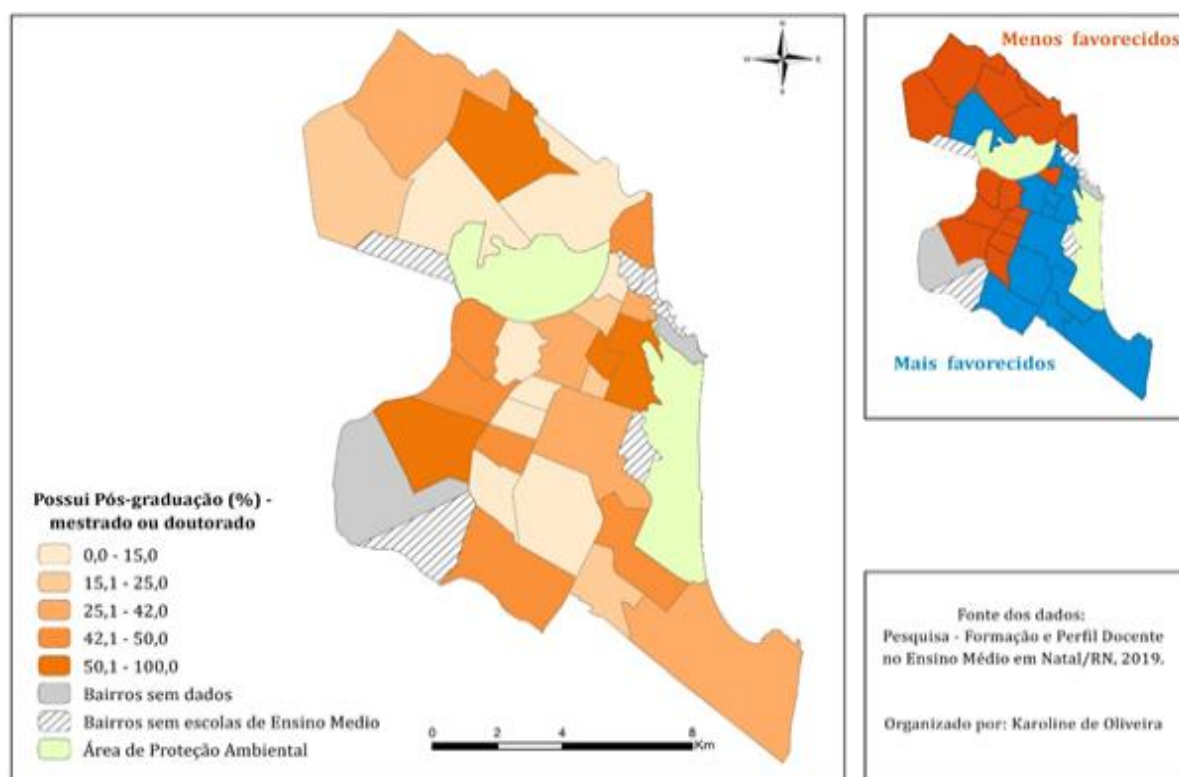 N
W
E
S
Possui Pós-graduação (%) -
mestrado ou doutorado
0,0 - 15,0
15,1 - 25,0
25,1 - 42,0
42,1 - 50,0
50,1 - 100,0
Bairros sem dados
Bairros sem escolas de Ensino Medio
Área de Proteção Ambiental
0 2 4 8
Km
Menos favorecidos
Mais favorecidos
Fonte dos dados:
Pesquisa - Formação e Perfil Docente
no Ensino Médio em Natal/RN, 2019.
Organizado por: Karoline de Oliveira